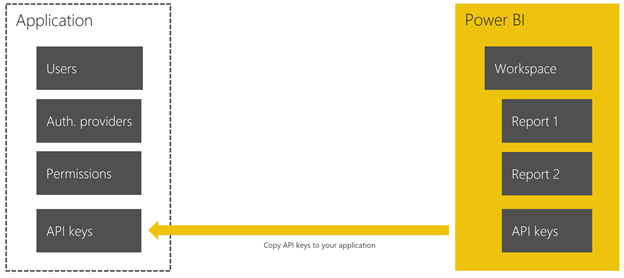 Application
Users
Auth. providers
Permissions
API keys
Copy API keys to your application
Power BI
Workspace
Report 1
Report 2
API keys